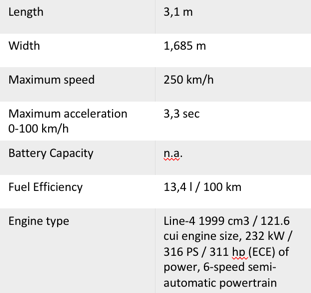 Length 3,1 m
Width 1,685 m
Maximum speed 250 km/h
Maximum acceleration 3,3 sec
0-100 km/h
Battery Capacity n.a.
Fuel Efficiency 13,4 l / 100 km
Engine type Line-4 1999 cm3 / 121.6
cui engine size, 232 kW /
316 PS / 311 hp (ECE) of
power, 6-speed semi-
automatic powertrain